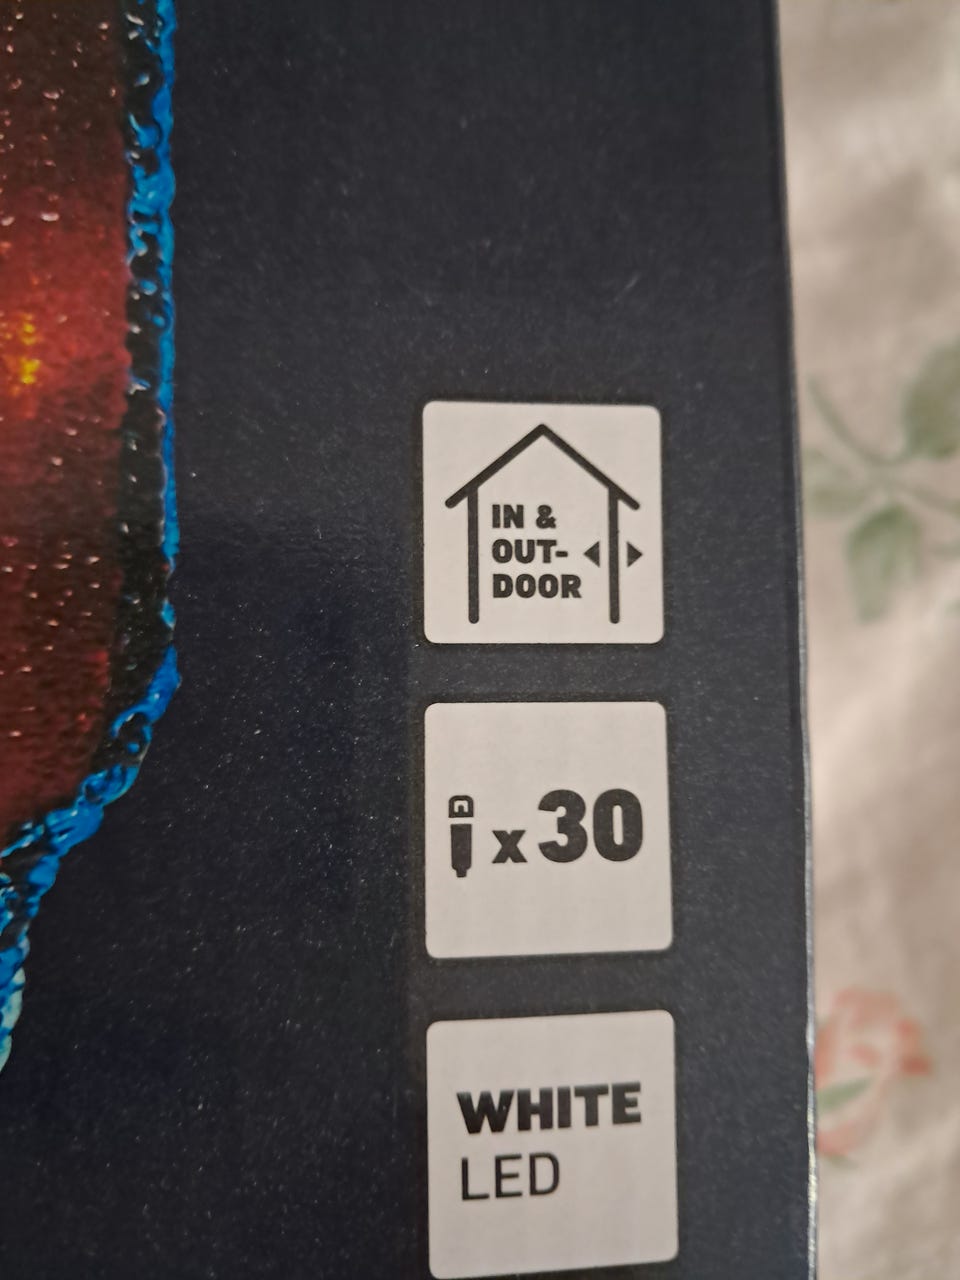 IN &
OUT-
DOOR
x 30
WHITE
LED